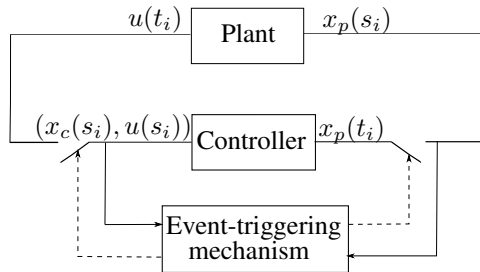 u(t_i) Plant x_p(s_i)
(x_c(s_i), u(s_i)) Controller x_p(t_i)
Event-triggering
mechanism